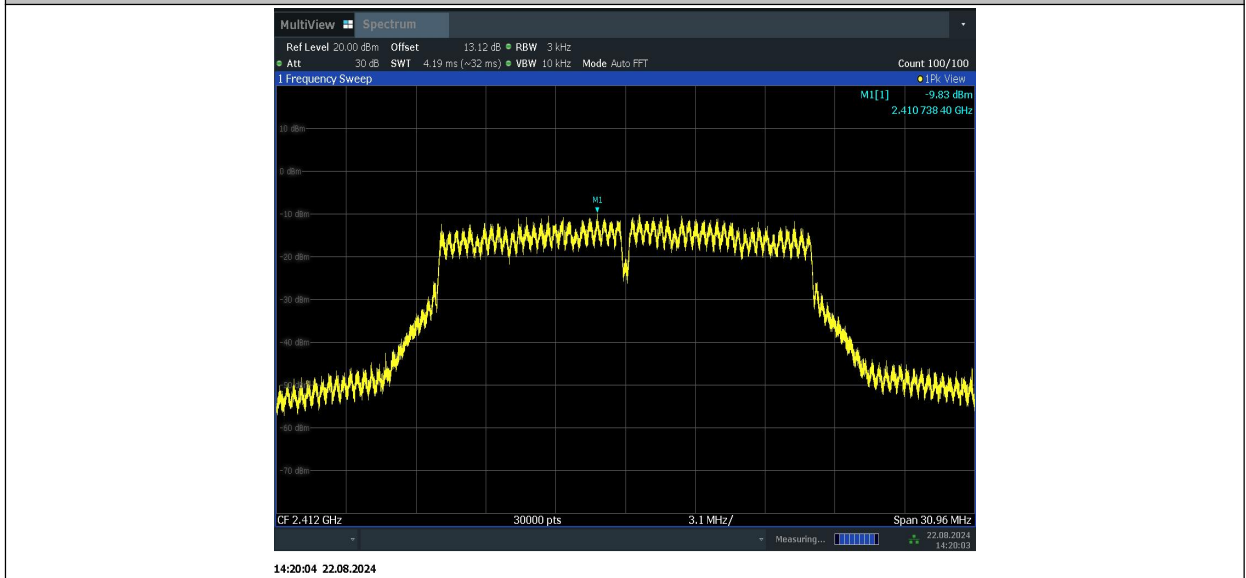 MultiView Spectrum
Ref Level 20.00 dBm Offset 13.12 dB RBW 3 kHz
Att 30 dB SWT 4.19 ms (~32 ms) VBW 10 kHz Mode Auto FFT Count 100/100
1 Frequency Sweep 1Pk View
M1[1] -9.83 dBm
2.410 738 40 GHz
10 dBm
0 dBm
M1
-10 dBm
-20 dBm
-30 dBm
-40 dBm
-60 dBm
-70 dBm
CF 2.412 GHz 30000 pts 3.1 MHz/ Span 30.96 MHz
Measuring... 22.08.2024
14:20:03
14:20:04 22.08.2024